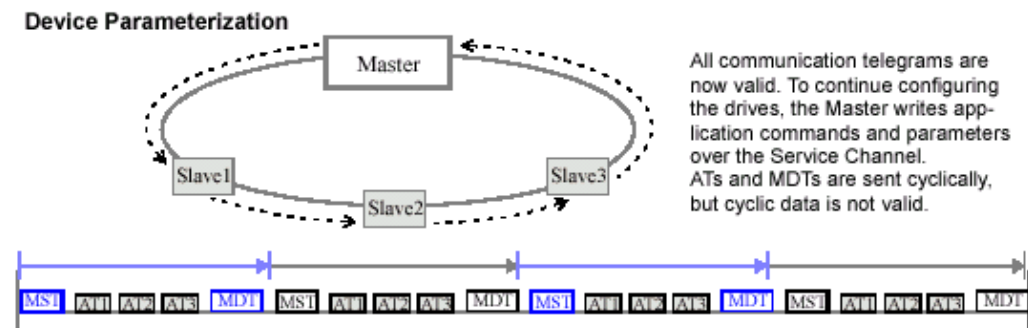 Device Parameterization
Master
Slave1
Slave2
Slave3
All communication telegrams are
now valid. To continue configuring
the drives, the Master writes app-
lication commands and parameters
over the Service Channel.
ATs and MDTs are sent cyclically,
but cyclic data is not valid.
MST AT1 AT2 AT3 MDT MST AT1 AT2 AT3 MDT MST AT1 AT2 AT3 MDT MST AT1 AT2 AT3 MDT